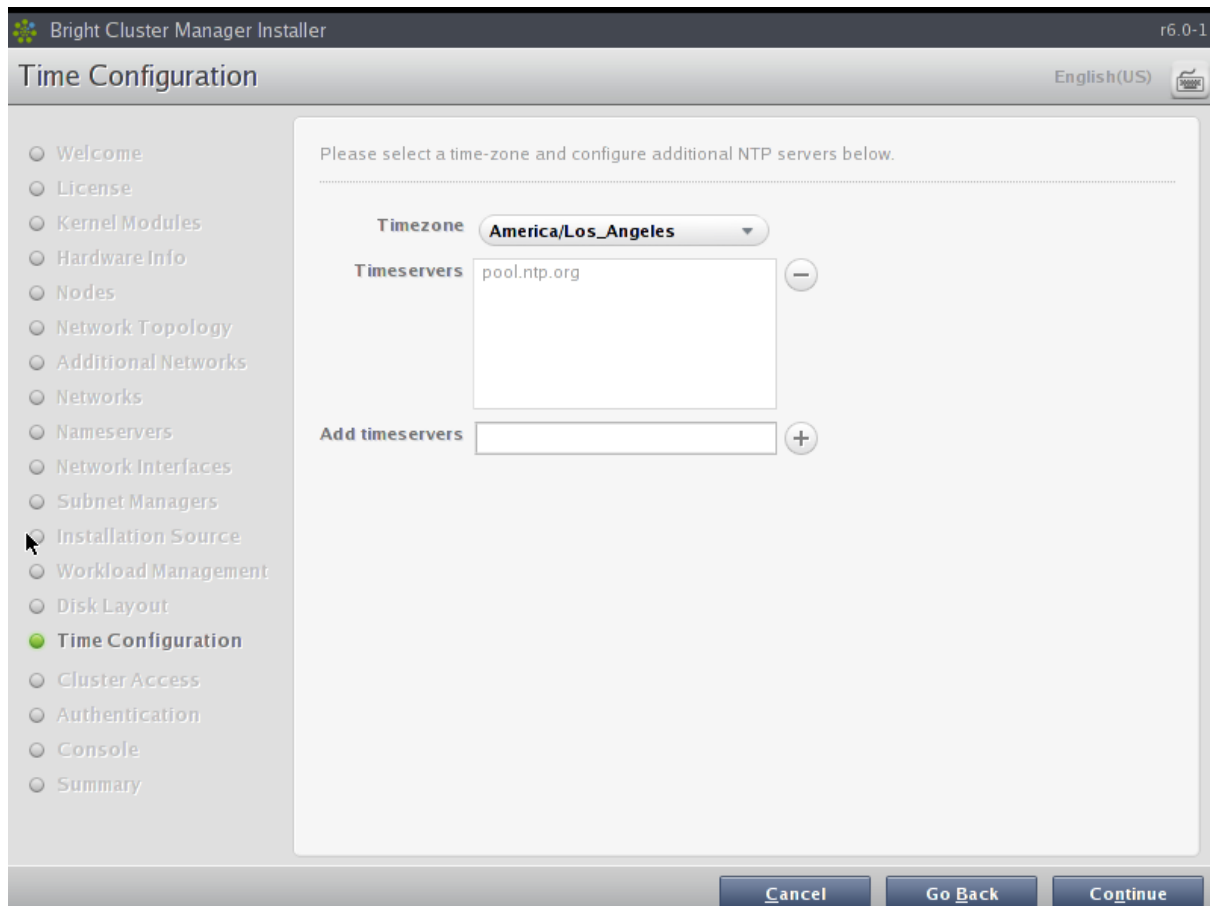 Bright Cluster Manager Installer
r6.0-1
Time Configuration
English(US)
Welcome
License
Kernel Modules
Hardware Info
Nodes
Network Topology
Additional Networks
Networks
Nameservers
Network Interfaces
Subnet Managers
Installation Source
Workload Management
Disk Layout
Time Configuration
Cluster Access
Authentication
Console
Summary
Please select a time-zone and configure additional NTP servers below.
Timezone America/Los_Angeles
Timeservers pool.ntp.org
Add timeservers
Cancel Go Back Continue